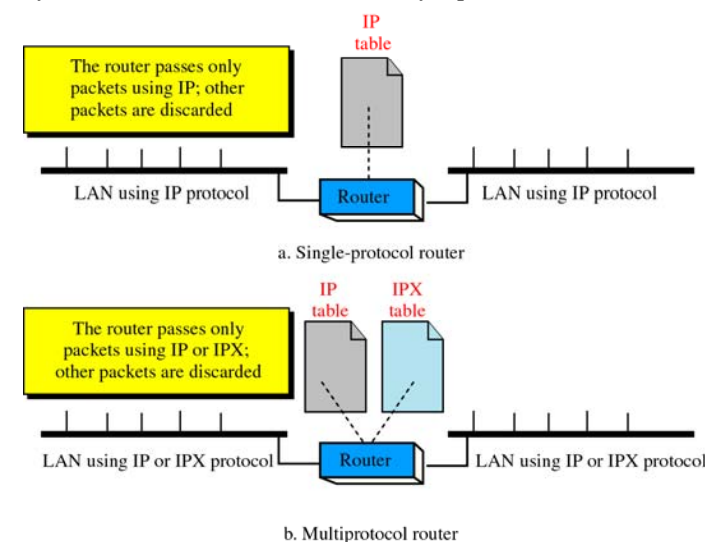 IP
table
The router passes only
packets using IP; other
packets are discarded
LAN using IP protocol
Router
LAN using IP protocol
a. Single-protocol router
IP
table
IPX
table
The router passes only
packets using IP or IPX;
other packets are discarded
LAN using IP or IPX protocol
Router
LAN using IP or IPX protocol
b. Multiprotocol router